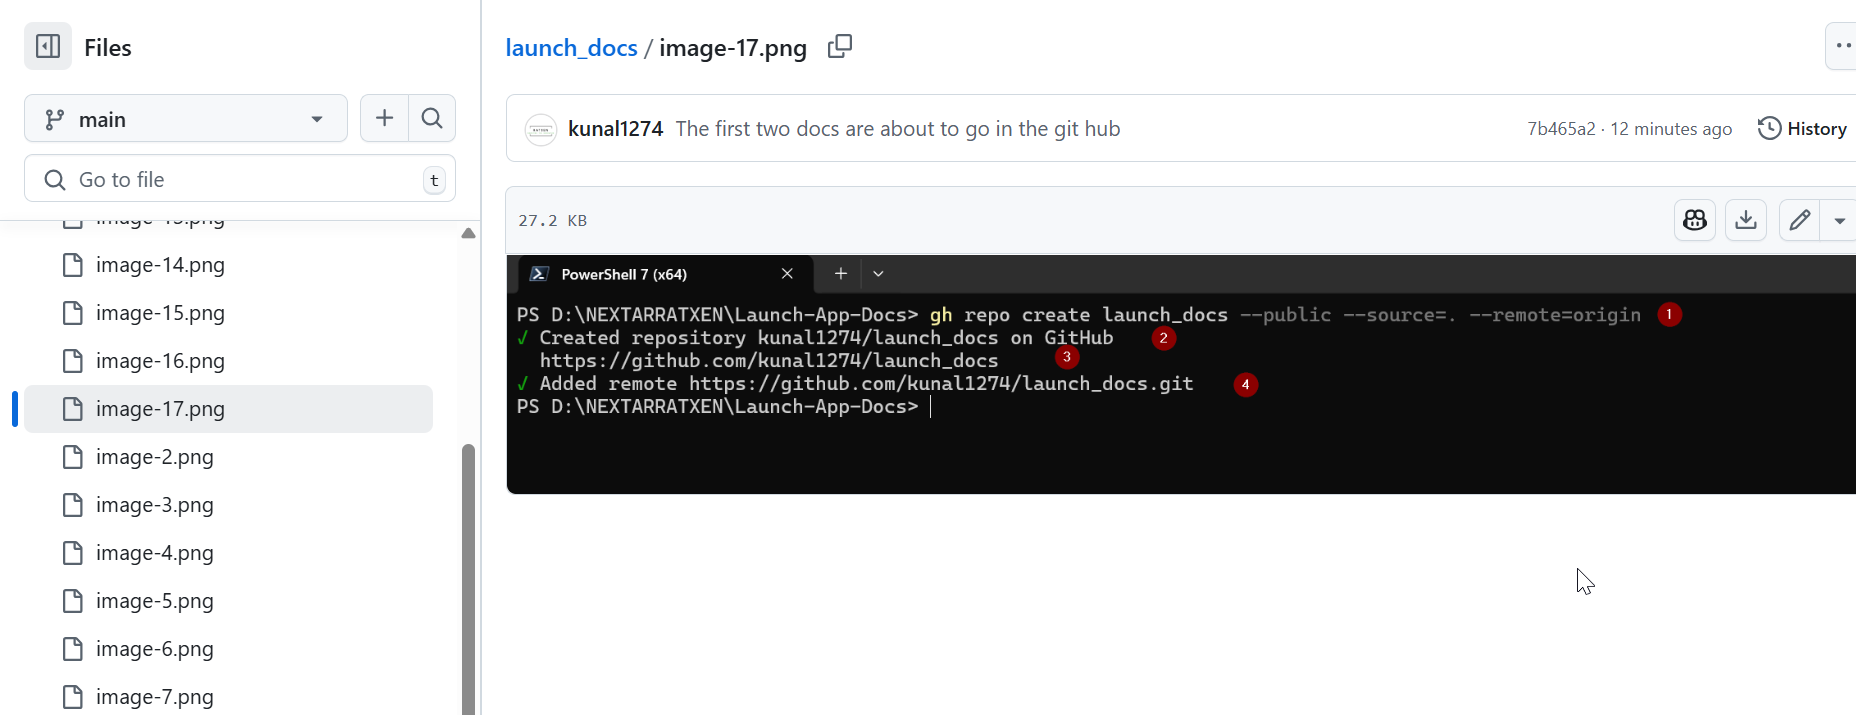 Files
main
Go to file
t
image-14.png
image-15.png
image-16.png
image-17.png
image-2.png
image-3.png
image-4.png
image-5.png
image-6.png
image-7.png
launch_docs / image-17.png
kunal1274 The first two docs are about to go in the git hub
7b465a2 · 12 minutes ago
History
27.2 KB
PowerShell 7 (x64)
PS D:\NEXTARRATXEN\Launch-App-Docs> gh repo create launch_docs --public --source=. --remote=origin 1
✓ Created repository kunal1274/launch_docs on GitHub 2
https://github.com/kunal1274/launch_docs 3
✓ Added remote https://github.com/kunal1274/launch_docs.git 4
PS D:\NEXTARRATXEN\Launch-App-Docs>